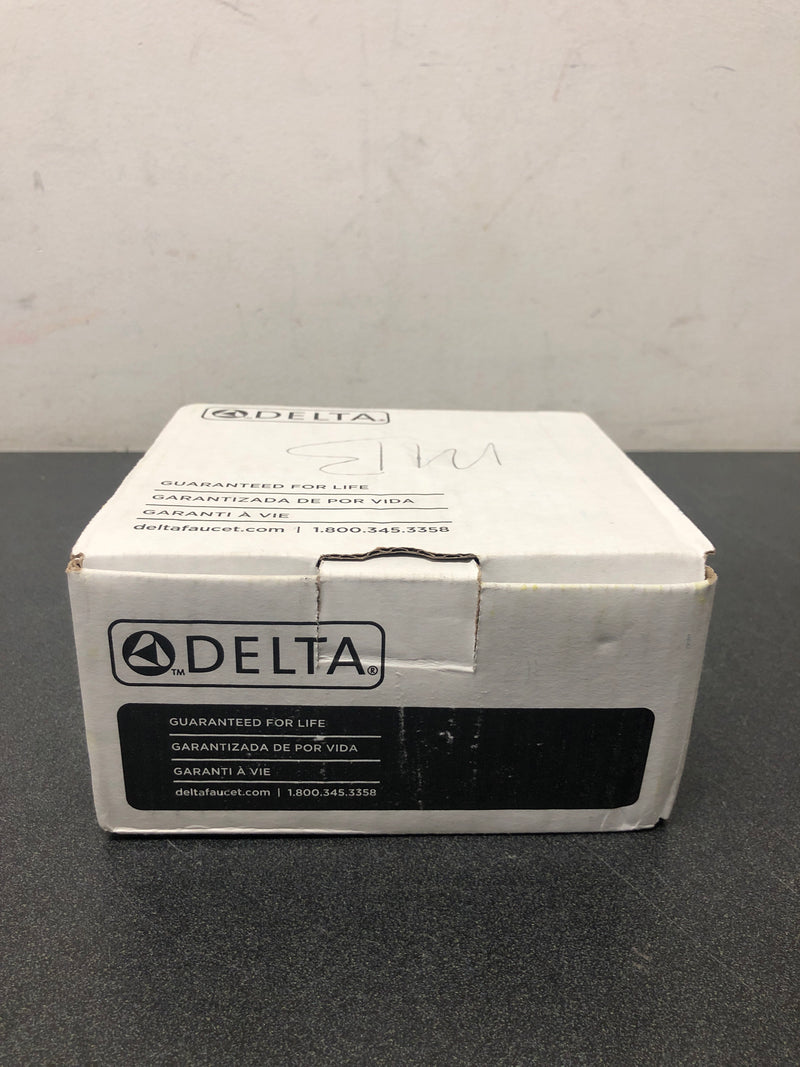 DELTA®
GUARANTEED FOR LIFE
GARANTIZADA DE POR VIDA
GARANTI À VIE
deltafaucet.com | 1.800.345.3358
DELTA®
TM
GUARANTEED FOR LIFE
GARANTIZADA DE POR VIDA
GARANTI À VIE
deltafaucet.com | 1.800.345.3358